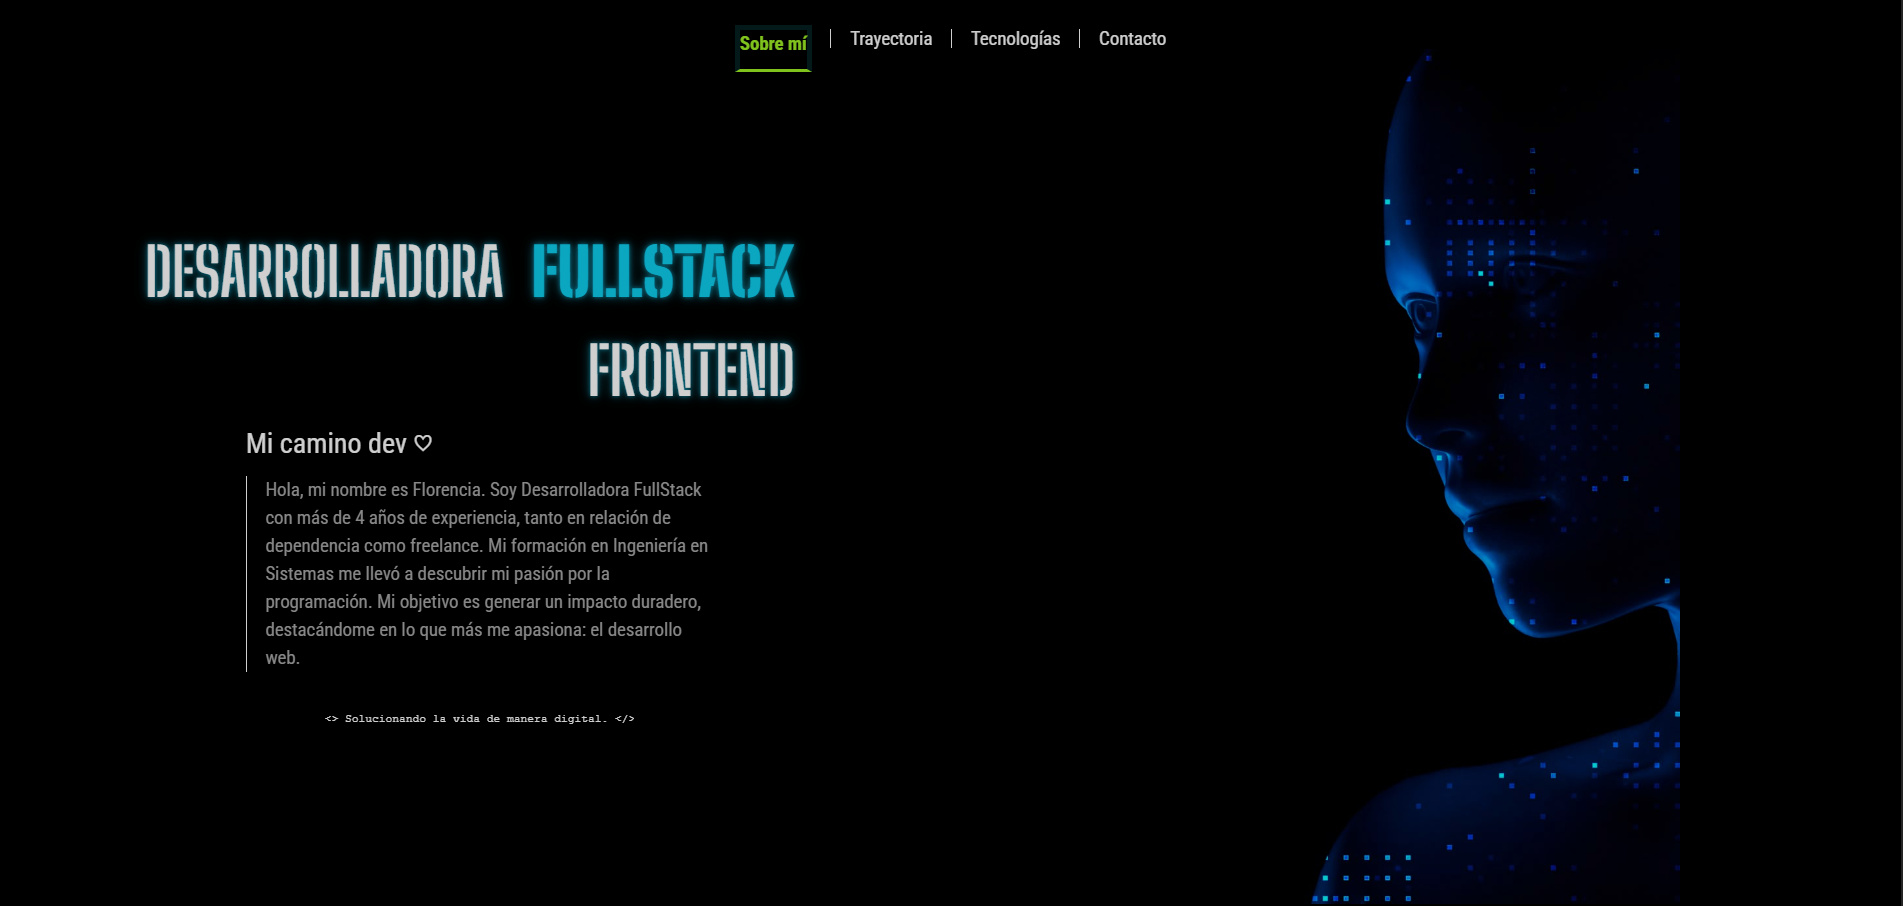 Sobre mí
Trayectoria
Tecnologías
Contacto
DESARROLLADORA FULLSTACK
FRONTEND
Mi camino dev ♡
Hola, mi nombre es Florencia. Soy Desarrolladora FullStack
con más de 4 años de experiencia, tanto en relación de
dependencia como freelance. Mi formación en Ingeniería en
Sistemas me llevó a descubrir mi pasión por la
programación. Mi objetivo es generar un impacto duradero,
destacándome en lo que más me apasiona: el desarrollo
web.
<> Solucionando la vida de manera digital. </>